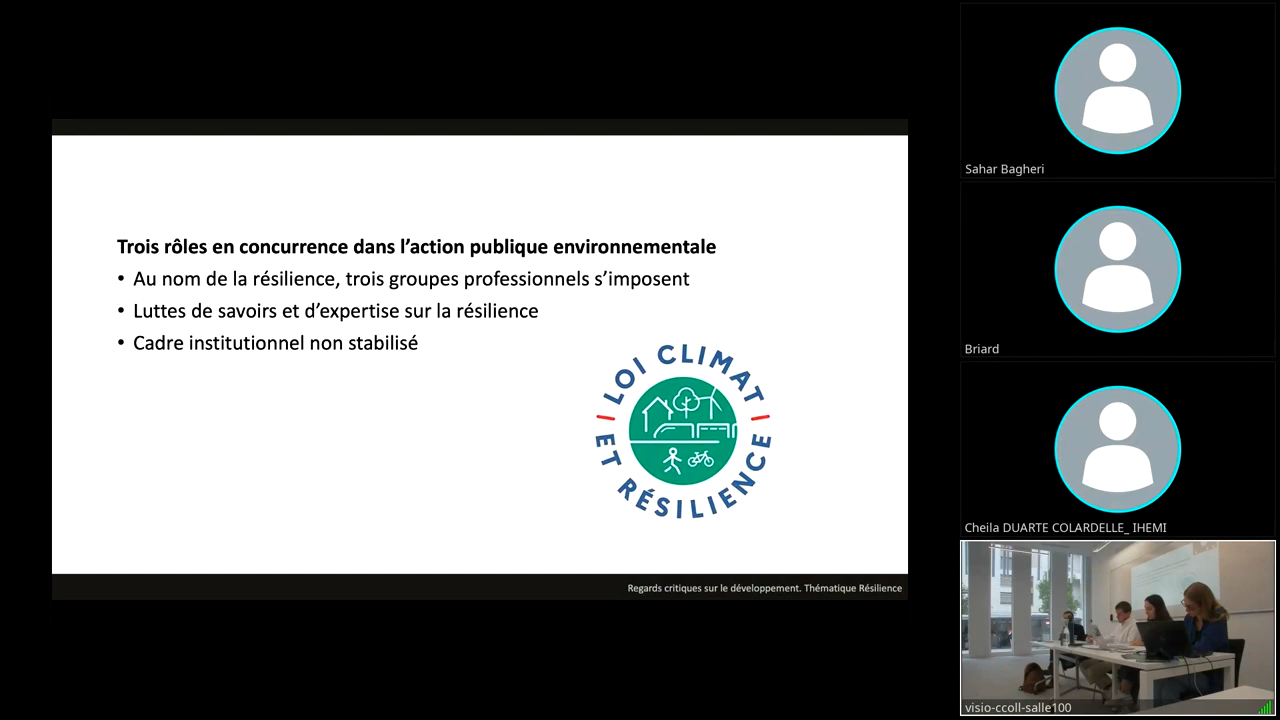 Trois rôles en concurrence dans l’action publique environnementale
• Au nom de la résilience, trois groupes professionnels s’imposent
• Luttes de savoirs et d’expertise sur la résilience
• Cadre institutionnel non stabilisé
LOI CLIMAT
ET RÉSILIENCE
Regards critiques sur le développement. Thématique Résilience
Sahar Bagheri
Briard
Cheila DUARTE COLARDELLE_ IHEMI
visio-ccoll-salle100